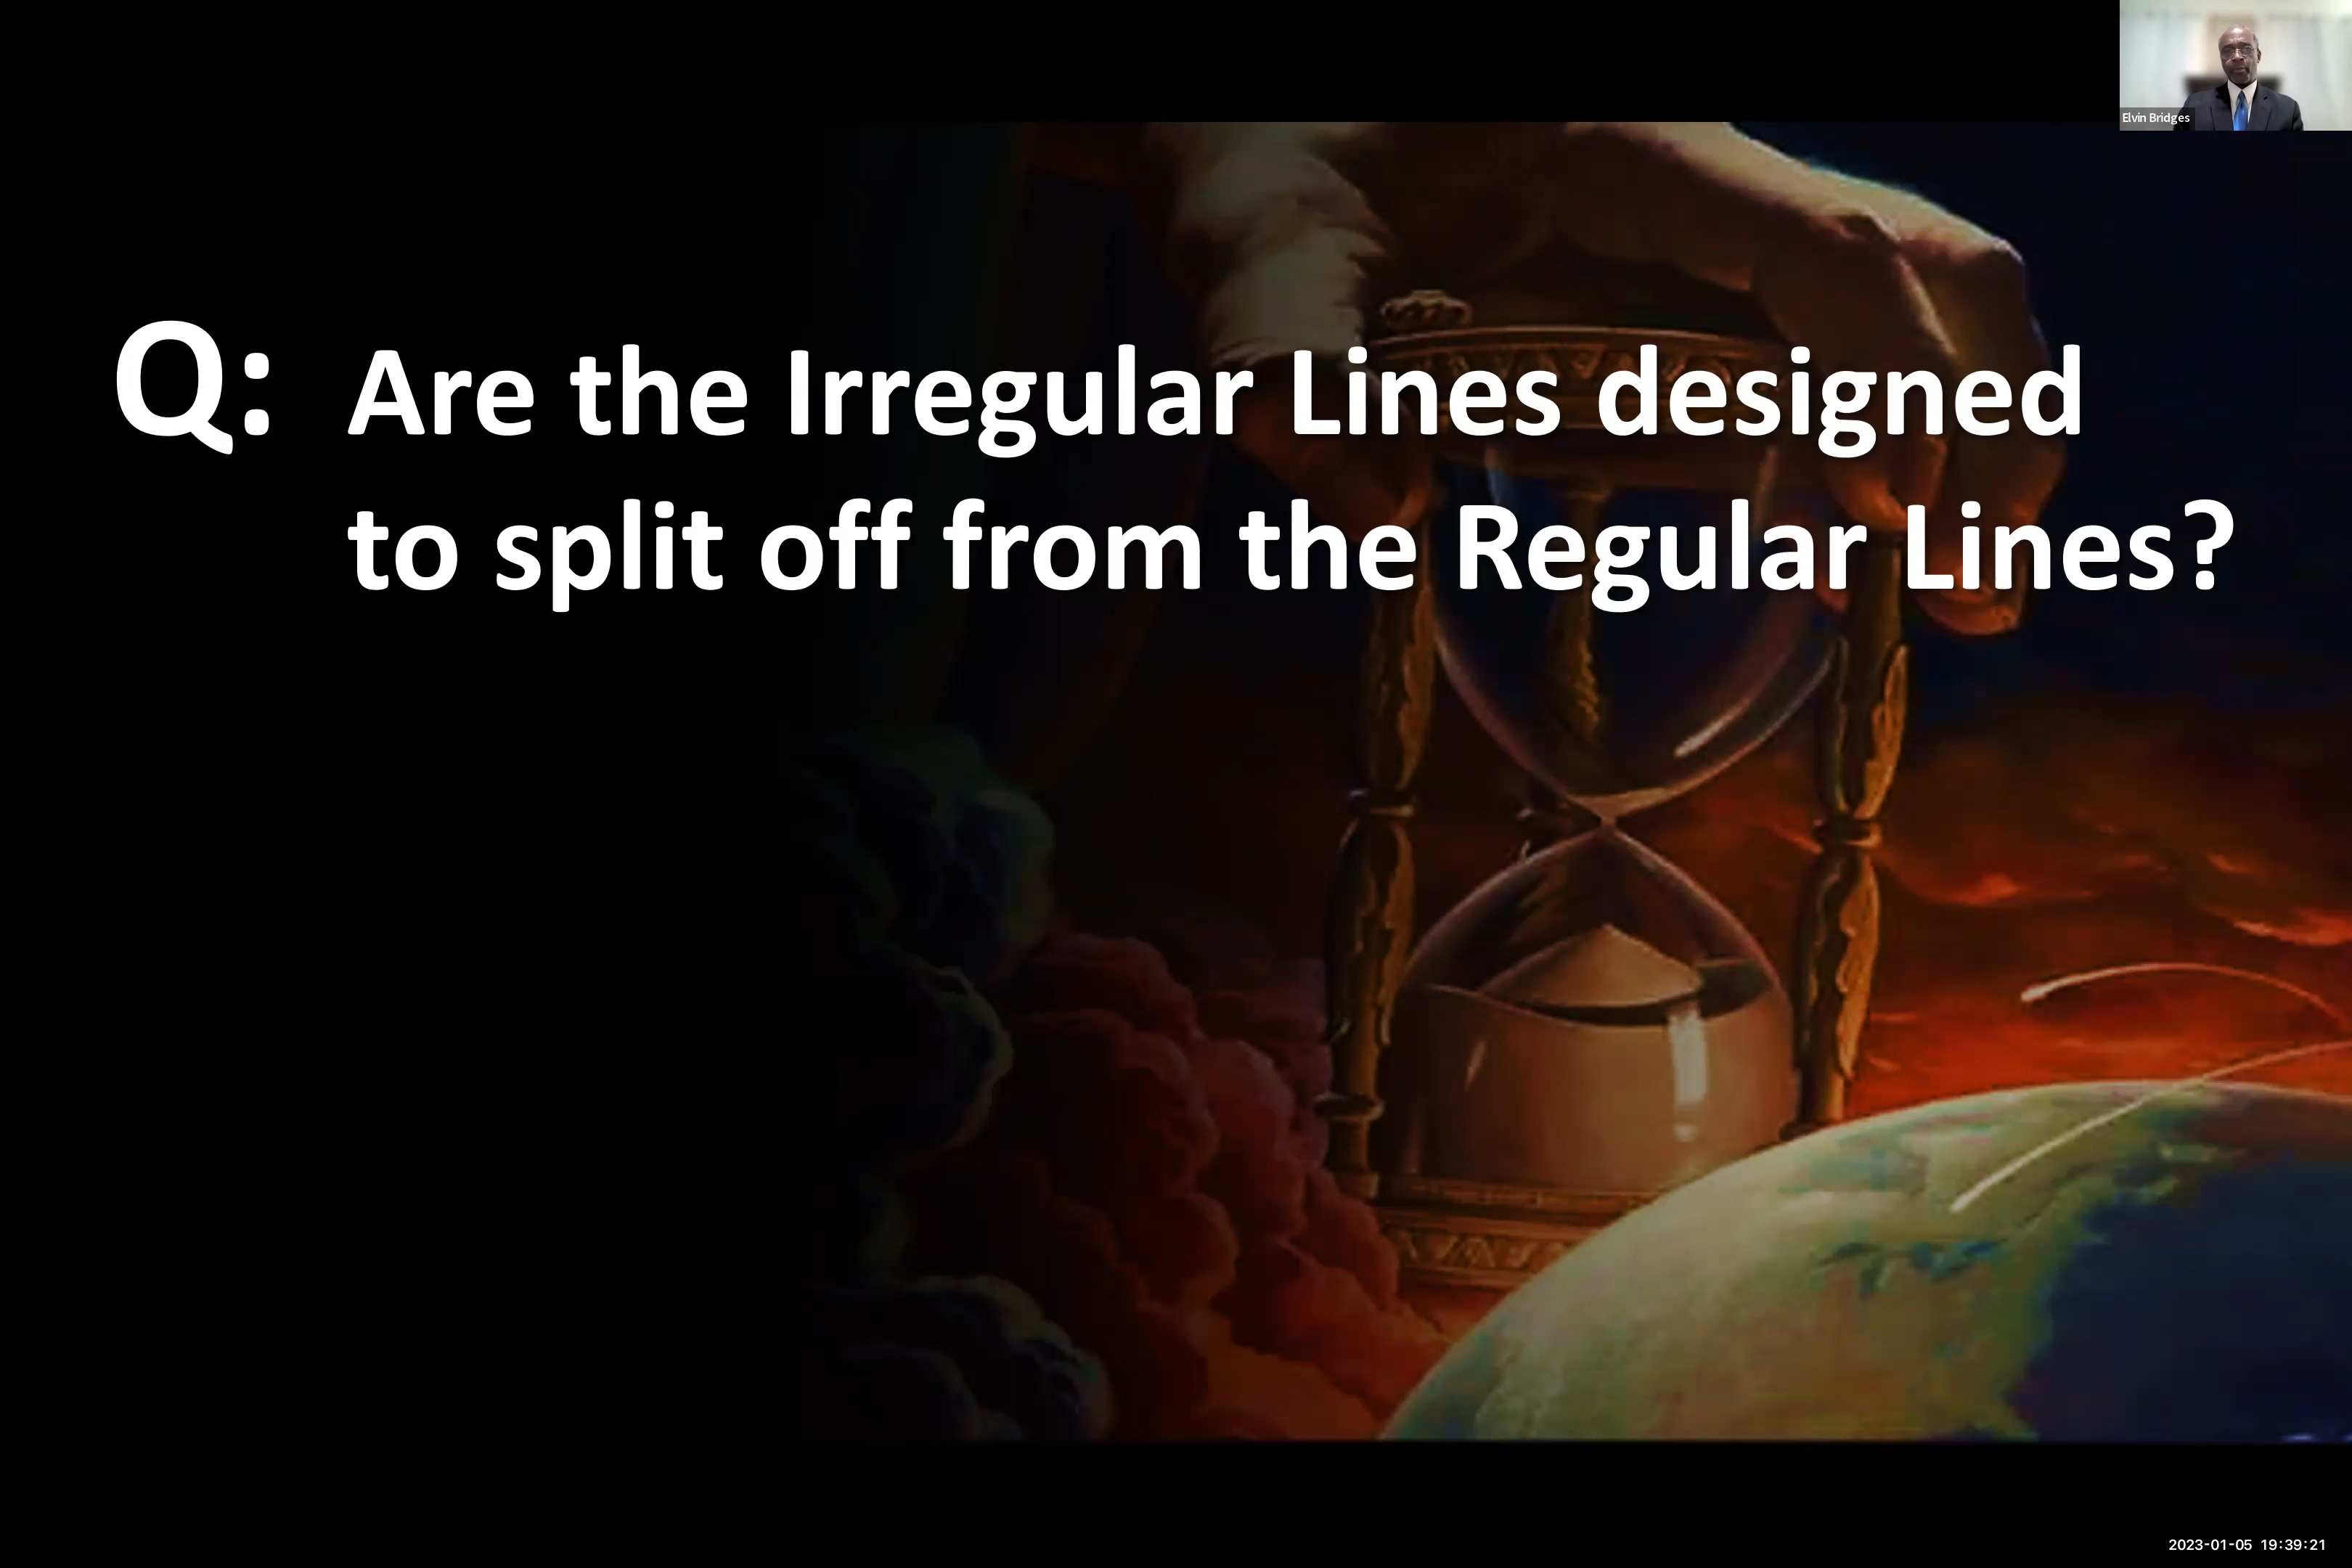 Elvin Bridges
Q: Are the Irregular Lines designed
to split off from the Regular Lines?
2023-01-05 19:39:21